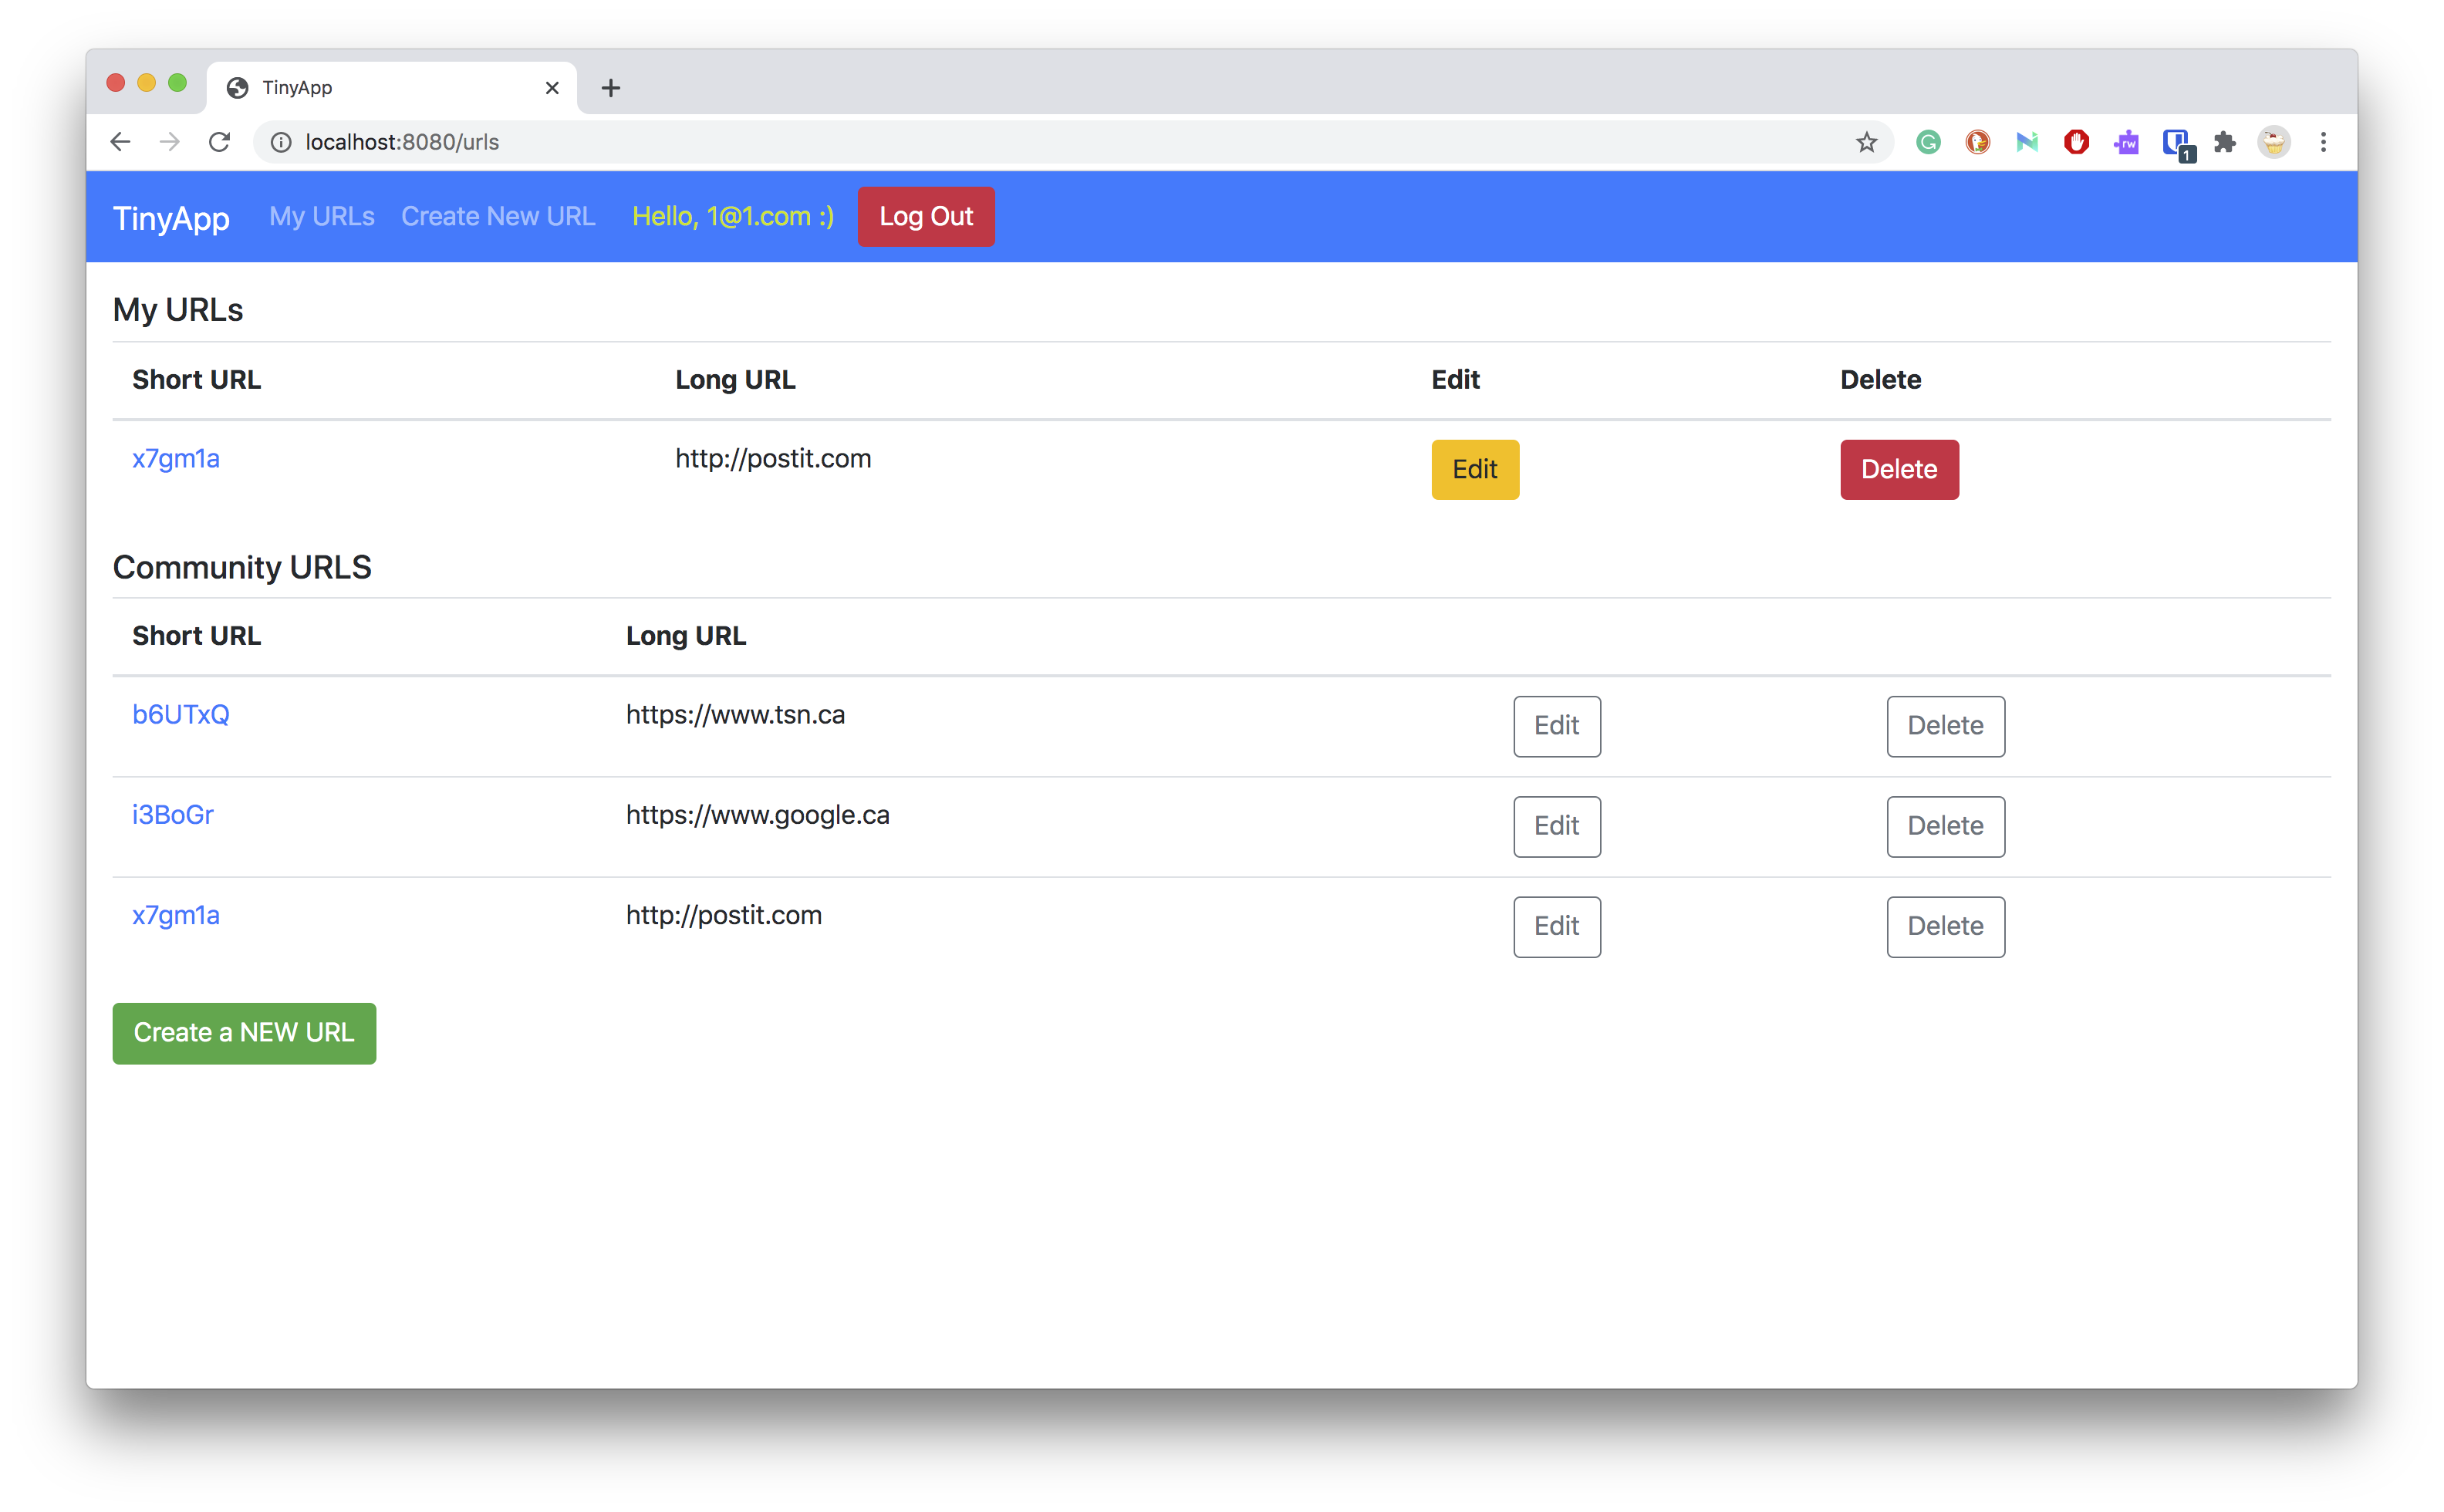 TinyApp
localhost:8080/urls
rw
1
TinyApp My URLs Create New URL Hello, 1@1.com :) Log Out
My URLs
Short URL Long URL Edit Delete
x7gm1a http://postit.com Edit Delete
Community URLS
Short URL Long URL
b6UTxQ https://www.tsn.ca Edit Delete
i3BoGr https://www.google.ca Edit Delete
x7gm1a http://postit.com Edit Delete
Create a NEW URL